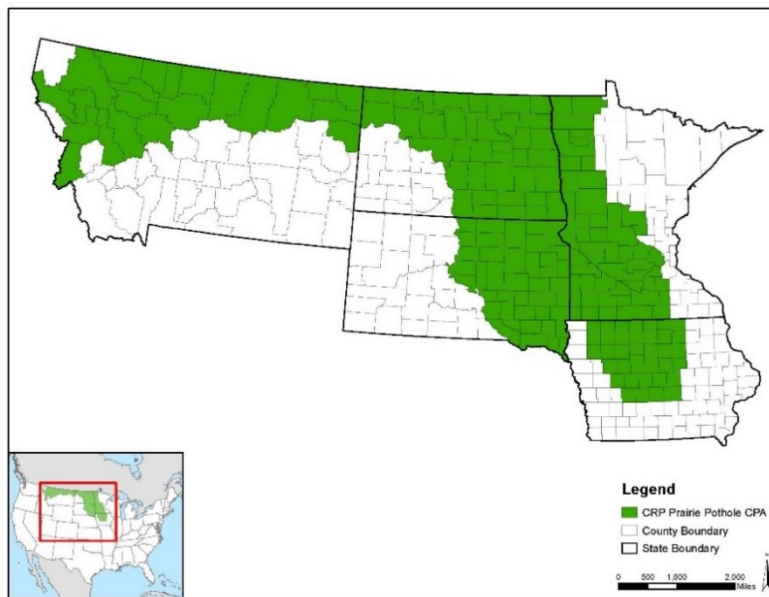 Legend
CRP Prairie Pothole CPA
County Boundary
State Boundary
0 500 1,000 2,000
Miles